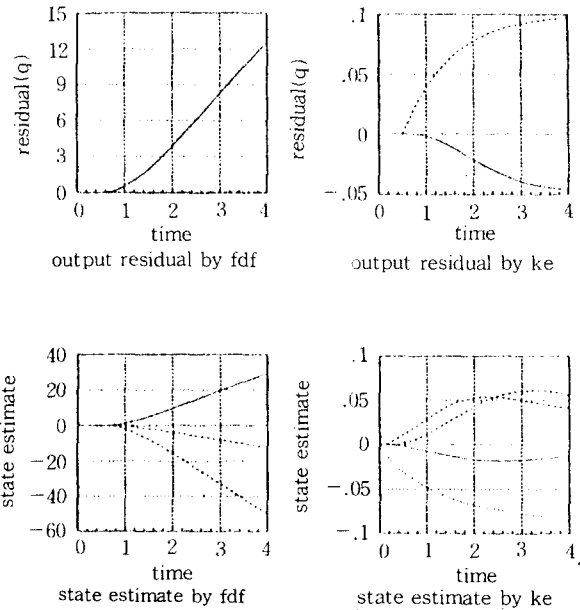 15
12
9
6
3
0
residual(q)
0 1 2 3 4
time
output residual by fdf
.1
.05
0
-.05
residual(q)
0 1 2 3 4
time
output residual by ke
40
20
0
-20
-40
-60
state estimate
0 1 2 3 4
time
state estimate by fdf
.1
.05
0
-.05
-.1
state estimate
0 1 2 3 4
time
state estimate by ke